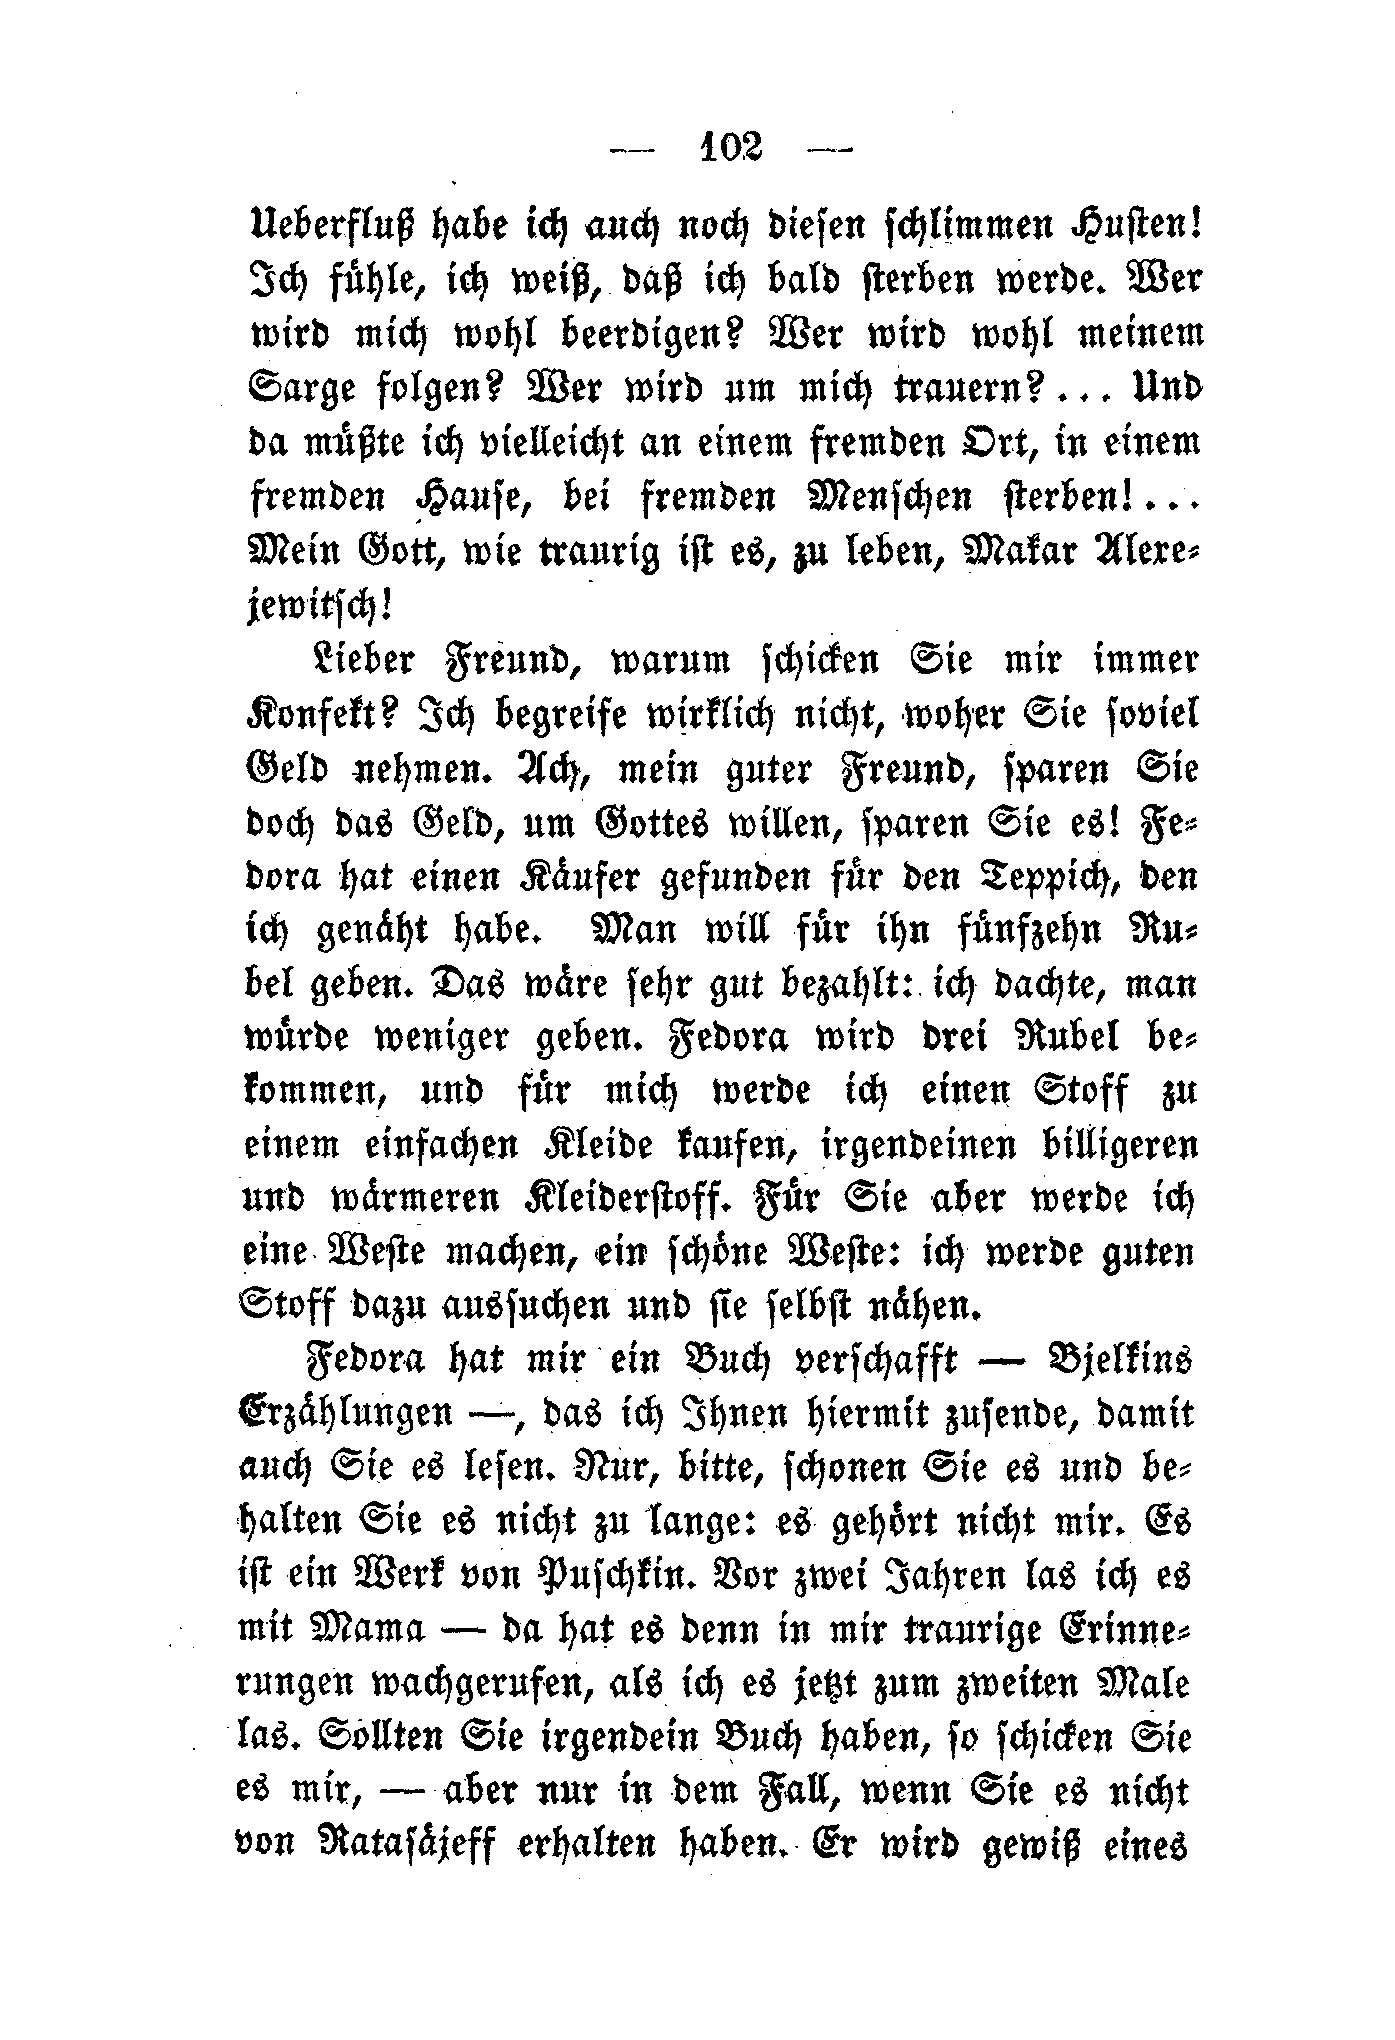 — 102 —
Ueberfluß habe ich auch noch diesen schlimmen Husten!
Ich fühle, ich weiß, daß ich bald sterben werde. Wer
wird mich wohl beerdigen? Wer wird wohl meinem
Sarge folgen? Wer wird um mich trauern?... Und
da müßte ich vielleicht an einem fremden Ort, in einem
fremden Hause, bei fremden Menschen sterben!...
Mein Gott, wie traurig ist es, zu leben, Makar Alexe-
jewitsch!
Lieber Freund, warum schicken Sie mir immer
Konfekt? Ich begreife wirklich nicht, woher Sie soviel
Geld nehmen. Ach, mein guter Freund, sparen Sie
doch das Geld, um Gottes willen, sparen Sie es! Fe-
dora hat einen Käufer gefunden für den Teppich, den
ich genäht habe. Man will für ihn fünfzehn Ru-
bel geben. Das wäre sehr gut bezahlt: ich dachte, man
würde weniger geben. Fedora wird drei Rubel be-
kommen, und für mich werde ich einen Stoff zu
einem einfachen Kleide kaufen, irgendeinen billigeren
und wärmeren Kleiderstoff. Für Sie aber werde ich
eine Weste machen, ein schöne Weste: ich werde guten
Stoff dazu aussuchen und sie selbst nähen.
Fedora hat mir ein Buch verschafft — Bjelkins
Erzählungen —, das ich Ihnen hiermit zusende, damit
auch Sie es lesen. Nur, bitte, schonen Sie es und be-
halten Sie es nicht zu lange: es gehört nicht mir. Es
ist ein Werk von Puschkin. Vor zwei Jahren las ich es
mit Mama — da hat es denn in mir traurige Erinne-
rungen wachgerufen, als ich es jetzt zum zweiten Male
las. Sollten Sie irgendein Buch haben, so schicken Sie
es mir, — aber nur in dem Fall, wenn Sie es nicht
von Ratasäjeff erhalten haben. Er wird gewiß eines